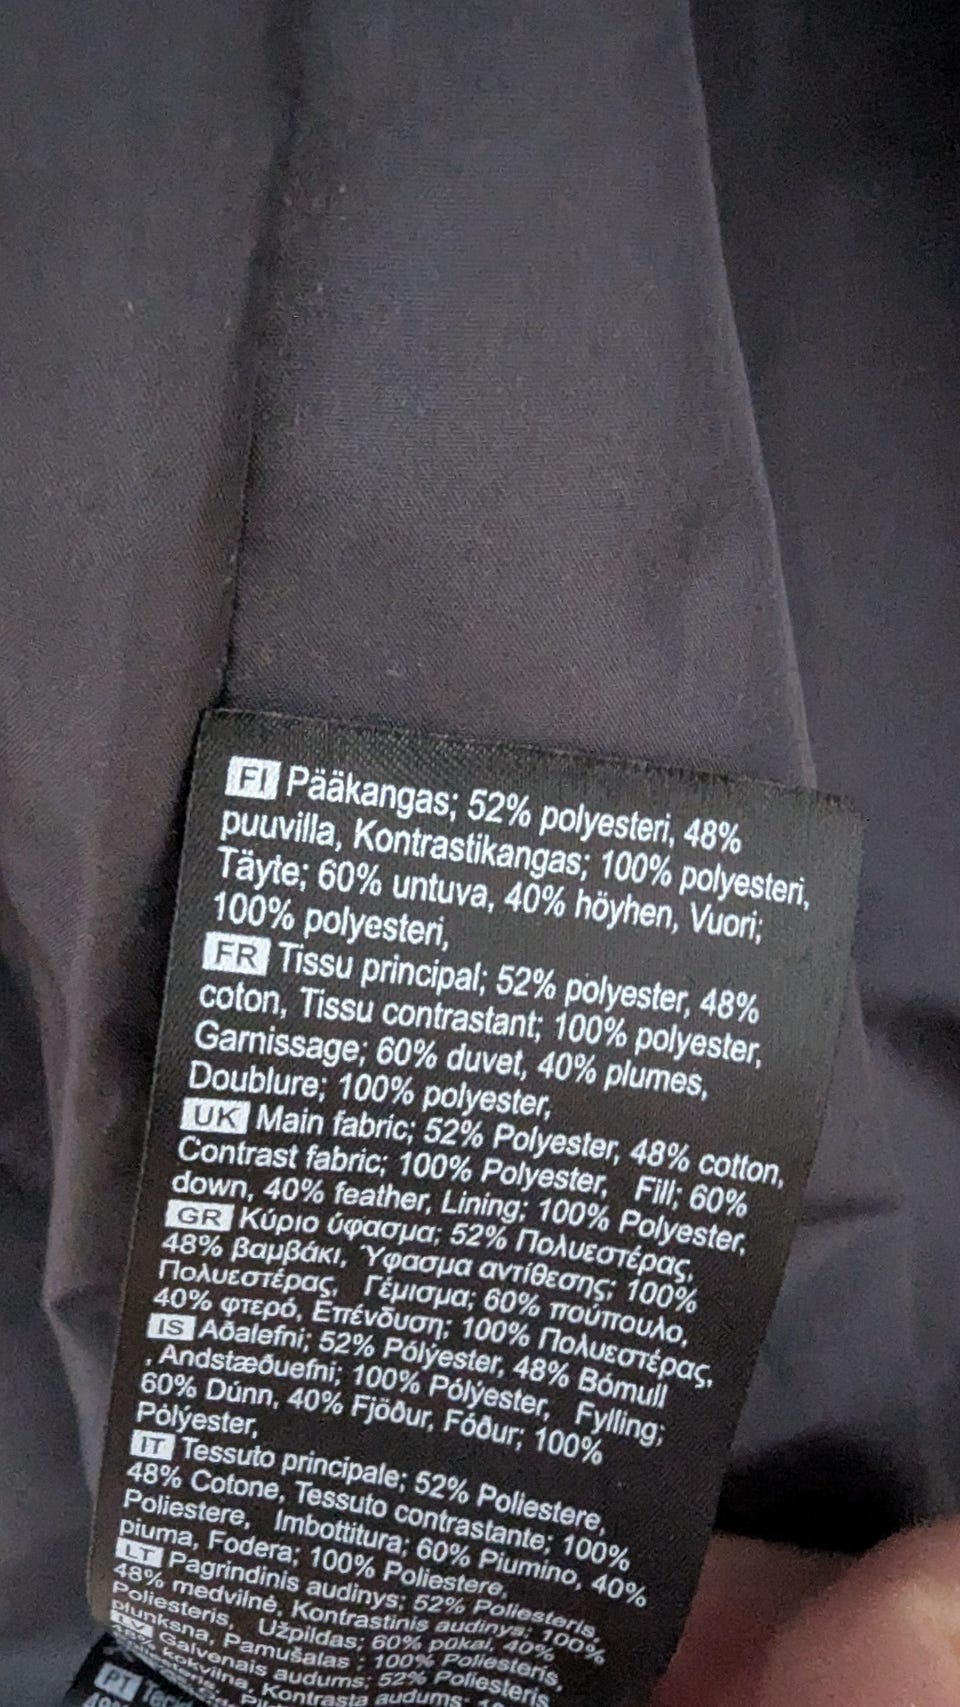 FI Pääkangas; 52% polyesteri, 48%
puuvilla, Kontrastikangas; 100% polyesteri,
Täyte; 60% untuva, 40% höyhen, Vuori;
100% polyesteri,
FR Tissu principal; 52% polyester, 48%
coton, Tissu contrastant; 100% polyester,
Garnissage; 60% duvet, 40% plumes,
Doublure; 100% polyester,
UK Main fabric; 52% Polyester, 48% cotton,
Contrast fabric; 100% Polyester, Fill; 60%
down, 40% feather, Lining; 100% Polyester,
GR Κύριο ύφασμα; 52% Πολυεστέρας,
48% βαμβάκι, Ύφασμα αντίθεσης; 100%
Πολυεστέρας, Γέμισμα; 60% πούπουλο,
40% φτερό, Επένδυση; 100% Πολυεστέρας,
IS Aðalefni; 52% Pólýester, 48% Bómull
, Andstæðuefni; 100% Pólýester, Fylling;
60% Dúnn, 40% Fjöður, Fóður; 100%
Pólýester,
IT Tessuto principale; 52% Poliestere,
48% Cotone, Tessuto contrastante; 100%
Poliestere, Imbottitura; 60% Piumino, 40%
piuma, Fodera; 100% Poliestere,
LT Pagrindinis audinys; 52% Poliesteris,
48% medvilnė, Kontrastinis audinys; 100%
Poliesteris, Užpildas; 60% pūkai, 40%
plunksna, Pamušalas ; 100% Poliesteris,
LV Galvenais audums; 52% Poliesteris
48% kokvilna, Kontrasta audums;
PT